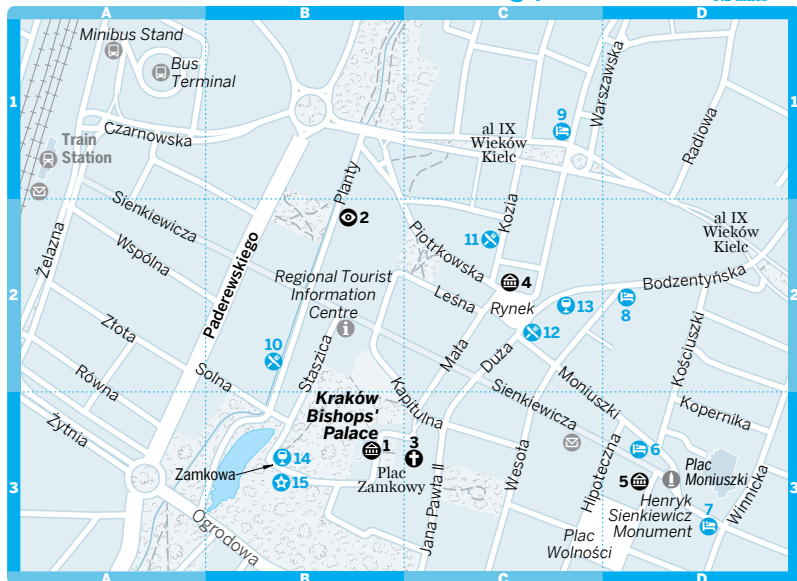 A
B
C
D
Minibus Stand
Bus
Terminal
1
1
9
Warszawska
Czarnowska
al IX
Wieków
Kielc
Radiowa
Train
Station
Planty
2
Kozia
Sienkiewicza
11
Piotrkowska
al IX
Wieków
Kielc
Żelazna
Wspólna
Paderewskiego
Regional Tourist
Information
Centre
4
Bodzentyńska
2
2
Leśna
Rynek
13
8
Złota
12
10
Staszica
Mała
Duża
Kościuszki
Równa
Solna
Kraków
Bishops'
Palace
Kapitulna
Sienkiewicza
Moniuszki
Kopernika
Żytnia
1
3
6
14
Zamkowa
15
Plac
Zamkowy
Jana Pawła II
Wesoła
Hipoteczna
5
Plac
Moniuszki
3
3
Henryk
Sienkiewicz
Monument
7
Winnicka
Ogrodowa
Plac
Wolności
A
B
C
D